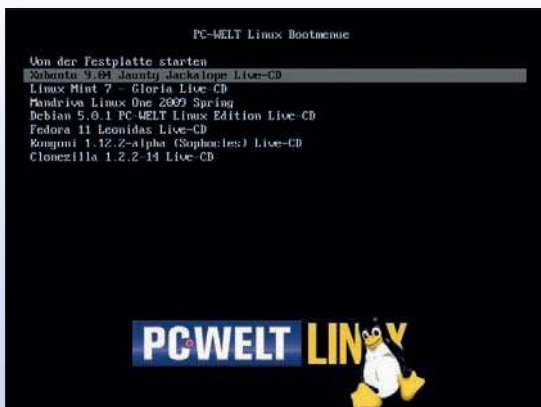 PC-WELT Linux Bootmenue
Von der Festplatte starten
Xubuntu 9.04 Jaunty Jackalope Live-CD
Linux Mint 7 - Gloria Live-CD
Mandriva Linux One 2009 Spring
Debian 5.0.1 PC-WELT Linux Edition Live-CD
Fedora 11 Leonidas Live-CD
Kongoni 1.12.2-alpha (Sophocles) Live-CD
Clonezilla 1.2.2-14 Live-CD
PCWELT LINUX